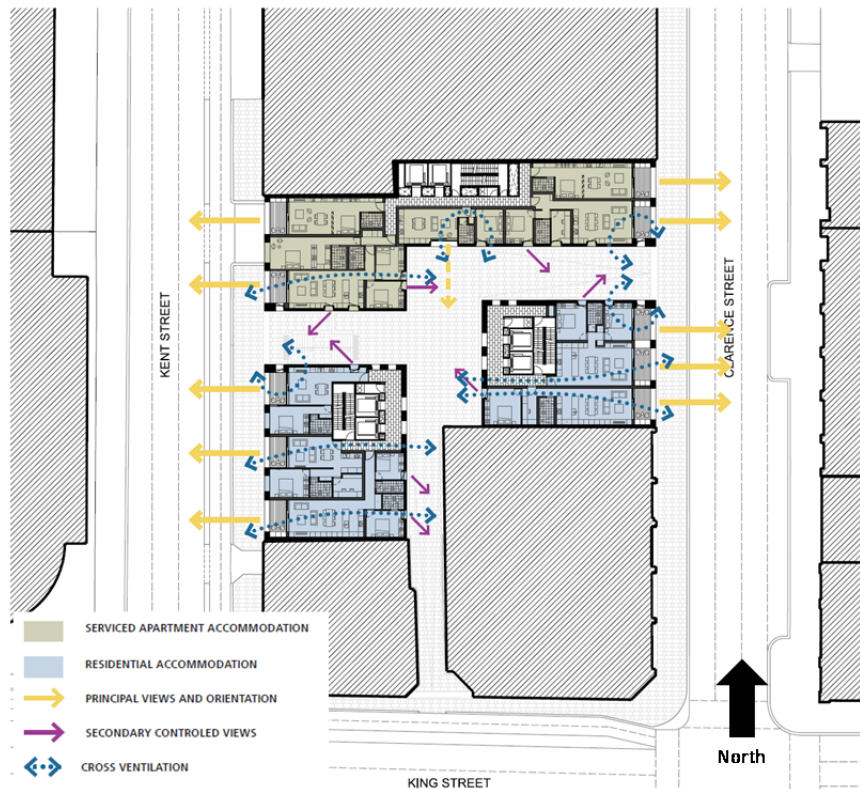 KENT STREET
CLARENCE STREET
SERVICED APARTMENT ACCOMMODATION
RESIDENTIAL ACCOMMODATION
PRINCIPAL VIEWS AND ORIENTATION
SECONDARY CONTROLED VIEWS
CROSS VENTILATION
North
KING STREET